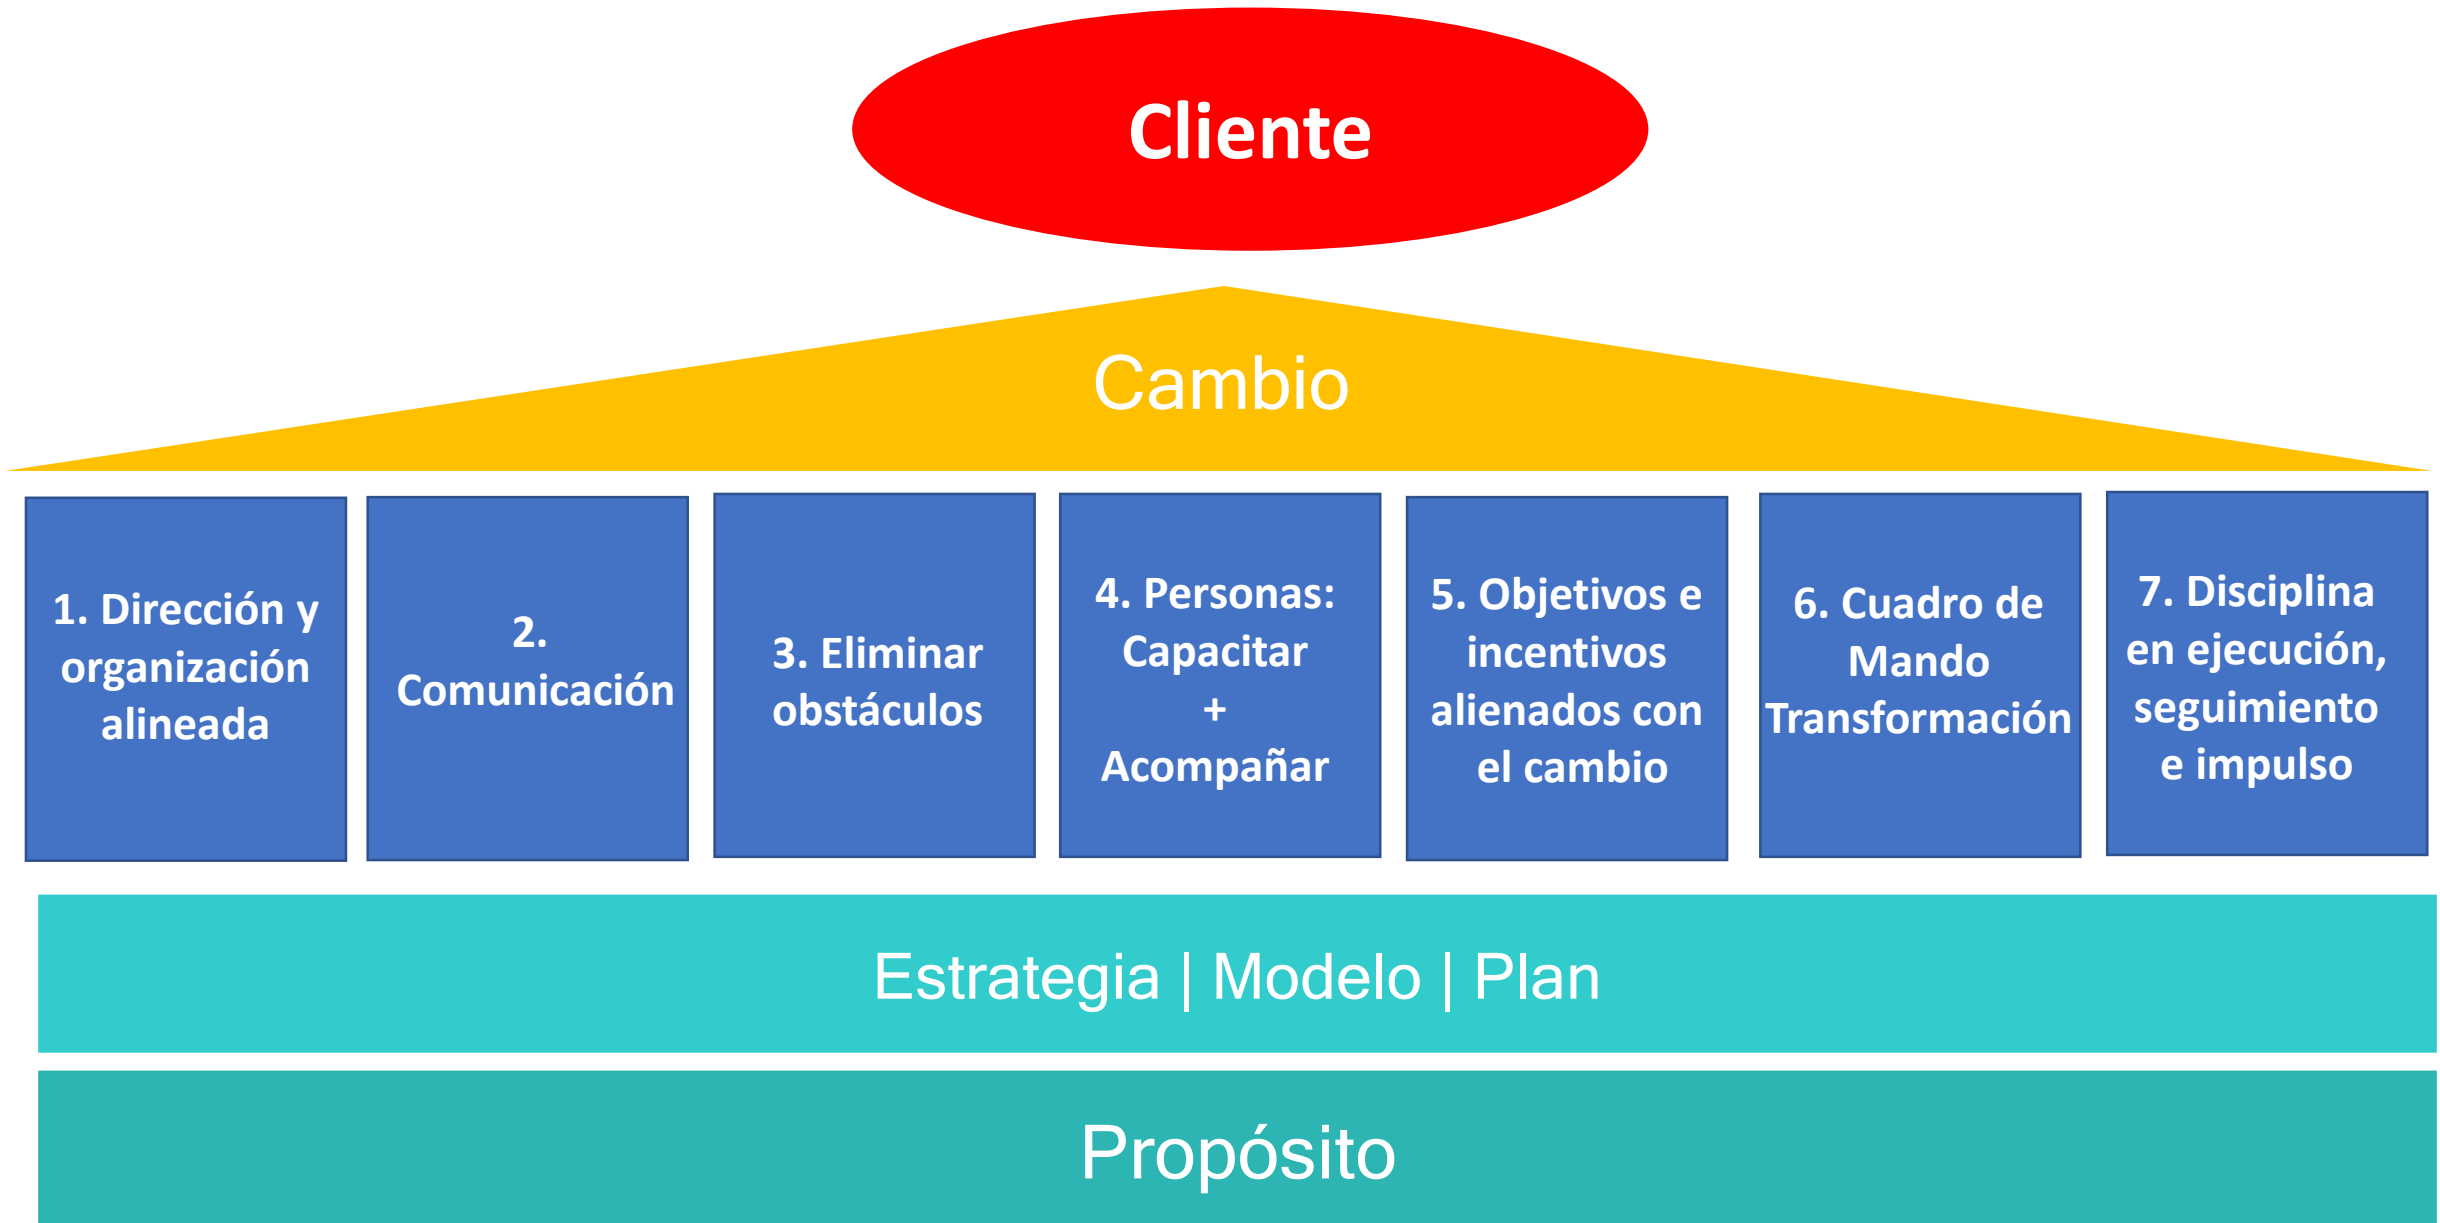 Cliente
Cambio
1. Dirección y
organización
alineada
2.
Comunicación
3. Eliminar
obstáculos
4. Personas:
Capacitar
+
Acompañar
5. Objetivos e
incentivos
alienados con
el cambio
6. Cuadro de
Mando
Transformación
7. Disciplina
en ejecución,
seguimiento
e impulso
Estrategia | Modelo | Plan
Propósito